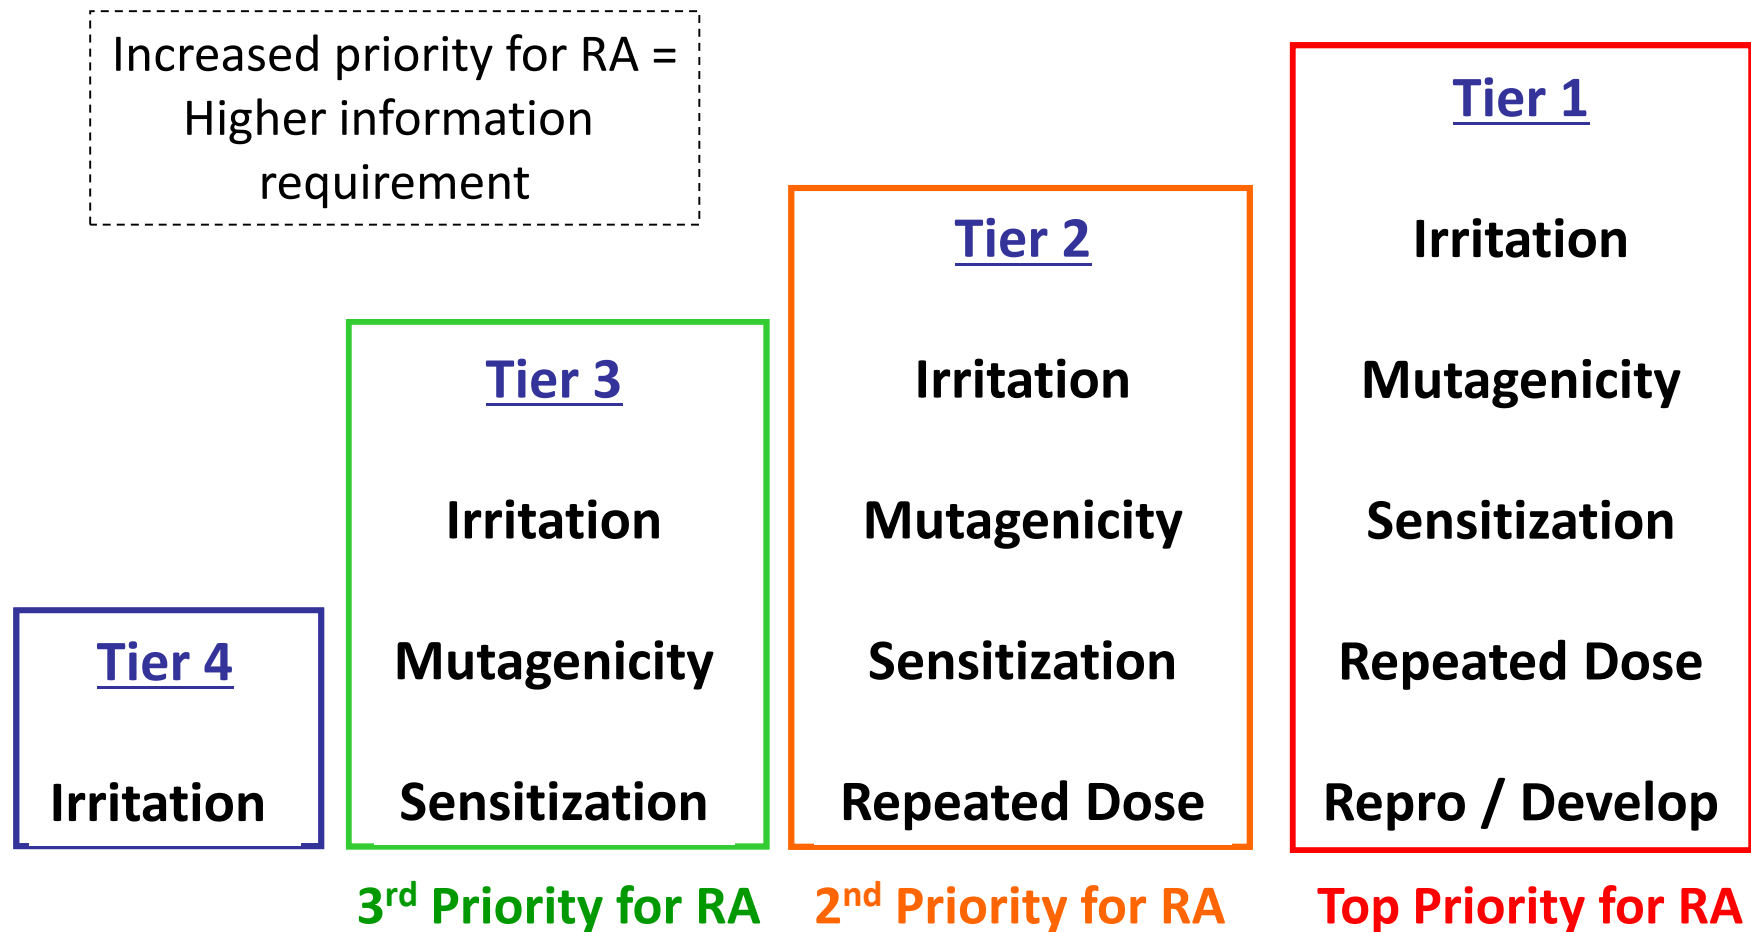 Increased priority for RA =
Higher information
requirement
Tier 4
Irritation
Tier 3
Irritation
Mutagenicity
Sensitization
3rd Priority for RA
Tier 2
Irritation
Mutagenicity
Sensitization
Repeated Dose
2nd Priority for RA
Tier 1
Irritation
Mutagenicity
Sensitization
Repeated Dose
Repro / Develop
Top Priority for RA